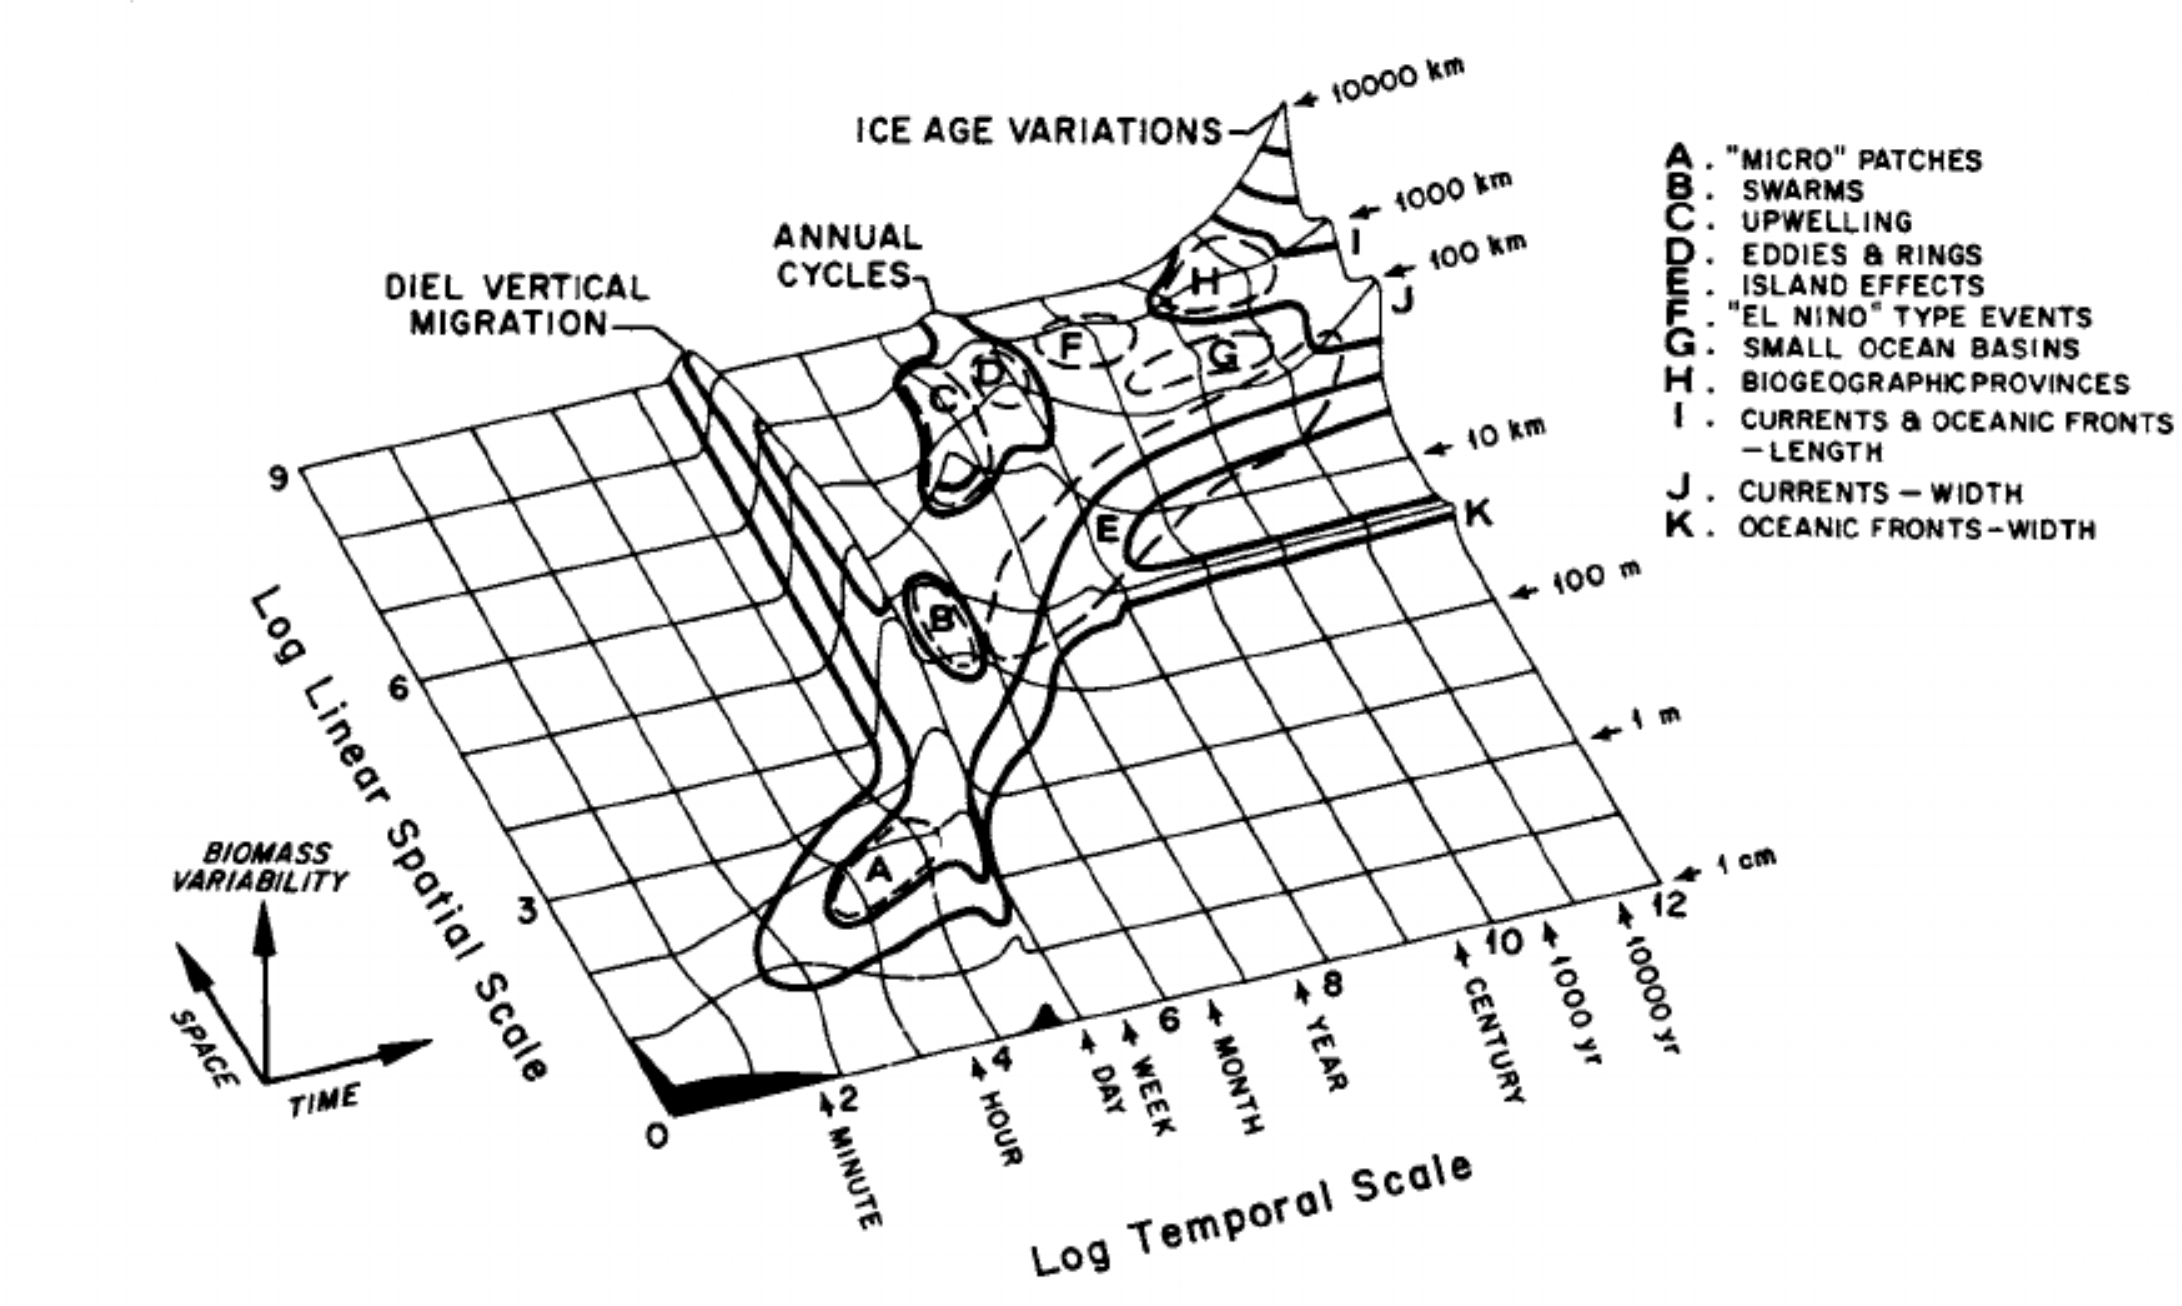 ICE AGE VARIATIONS
10000 km
1000 km
100 km
10 km
100 m
1 m
1 cm
ANNUAL
CYCLES
DIEL VERTICAL
MIGRATION
A
B
C
D
E
F
G
H
I
J
K
A. "MICRO" PATCHES
B. SWARMS
C. UPWELLING
D. EDDIES & RINGS
E. ISLAND EFFECTS
F. "EL NINO" TYPE EVENTS
G. SMALL OCEAN BASINS
H. BIOGEOGRAPHIC PROVINCES
I. CURRENTS & OCEANIC FRONTS
-LENGTH
J. CURRENTS - WIDTH
K. OCEANIC FRONTS-WIDTH
9
6
3
0
Log Linear Spatial Scale
BIOMASS
VARIABILITY
SPACE
TIME
2
4
6
8
10
12
MINUTE
HOUR
DAY
WEEK
MONTH
YEAR
CENTURY
1000 yr
10000 yr
Log Temporal Scale